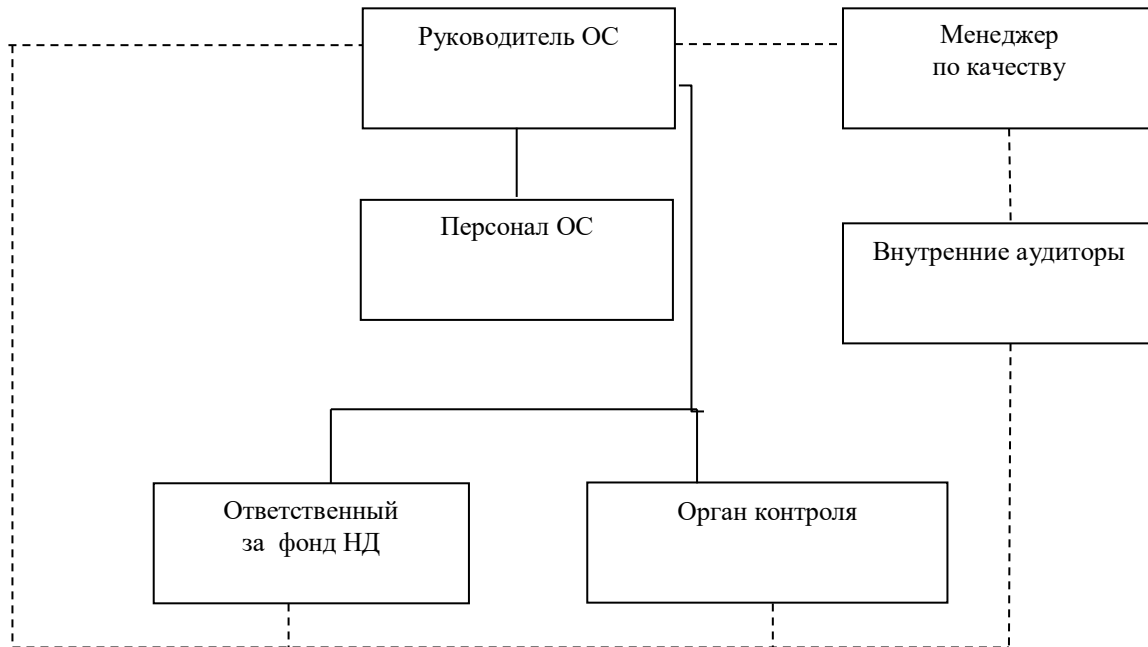 Руководитель ОС
Менеджер
по качеству
Персонал ОС
Внутренние аудиторы
Ответственный
за фонд НД
Орган контроля